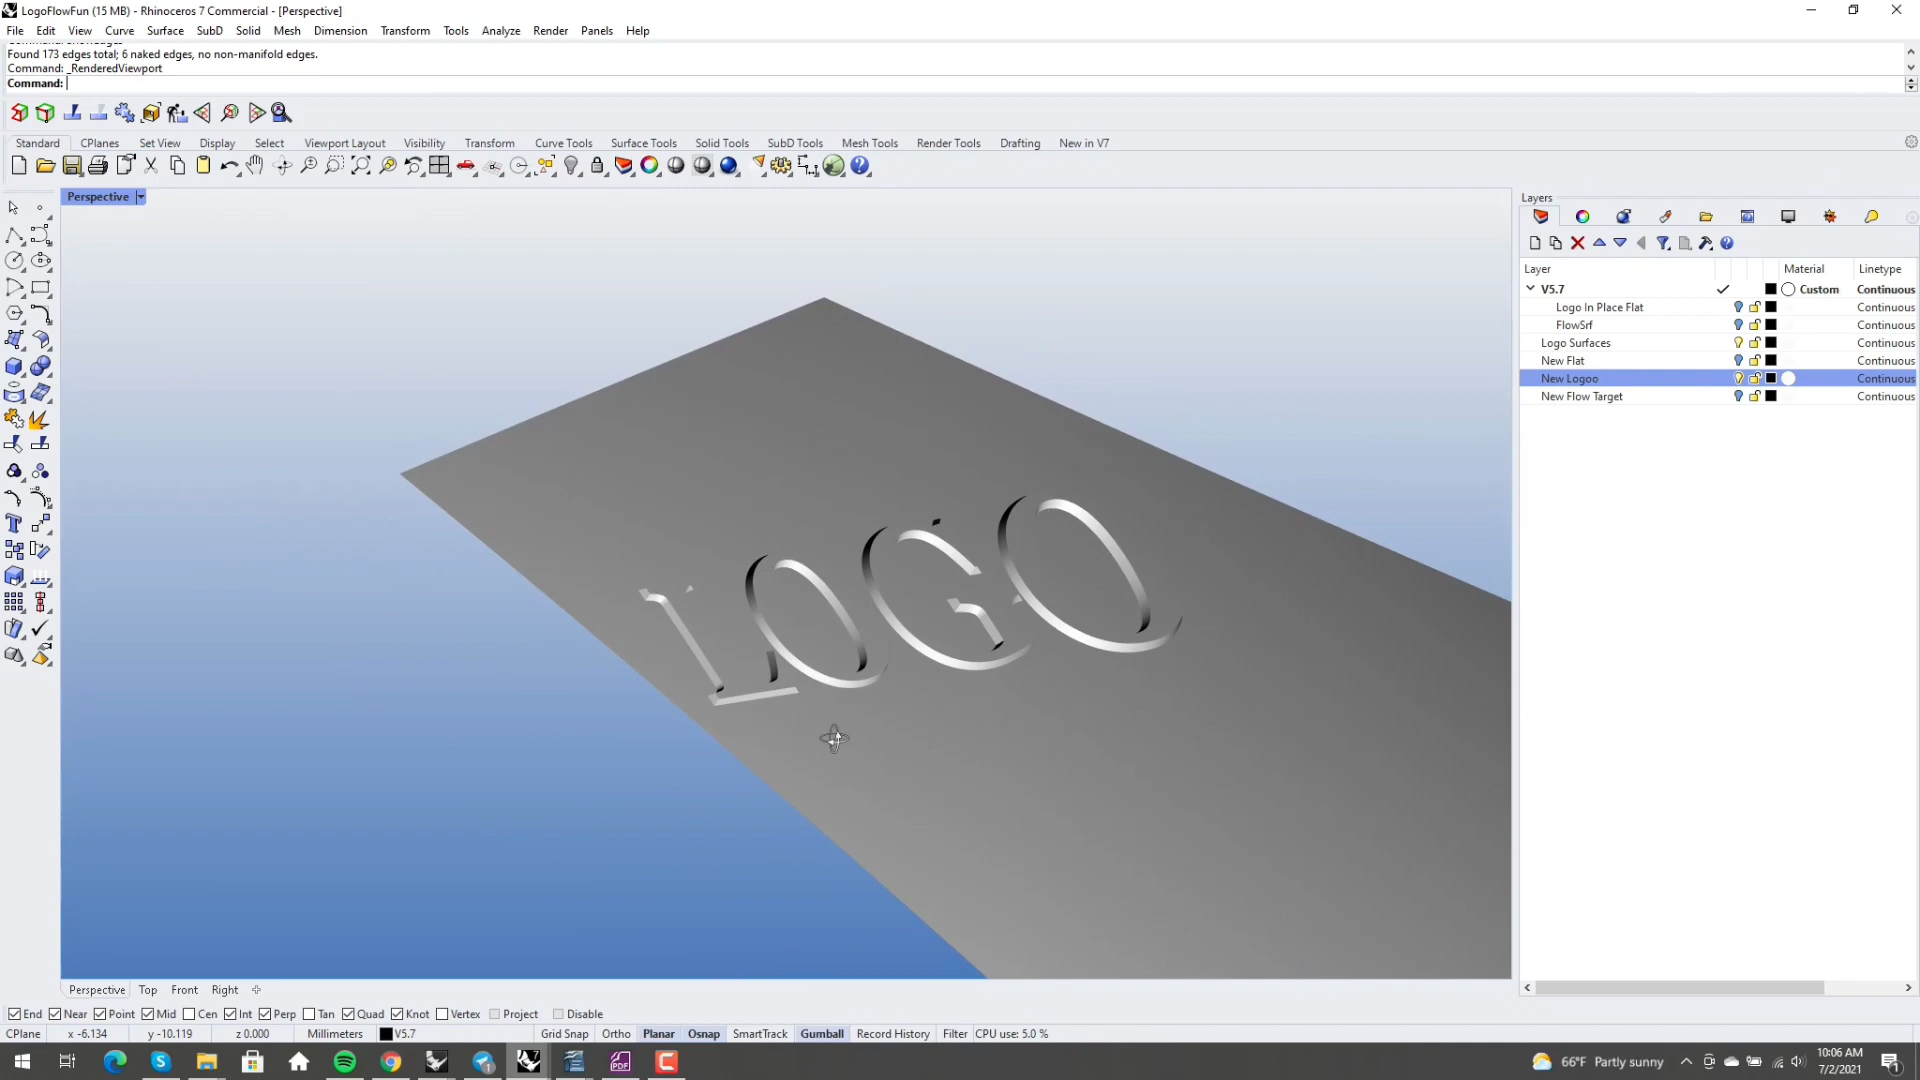 LogoFlowFun (15 MB) - Rhinoceros 7 Commercial - [Perspective]
File Edit View Curve Surface SubD Solid Mesh Dimension Transform Tools Analyze Render Panels Help
Found 173 edges total; 6 naked edges, no non-manifold edges.
Command: _RenderedViewport
Command:
Standard CPlanes Set View Display Select Viewport Layout Visibility Transform Curve Tools Surface Tools Solid Tools SubD Tools Mesh Tools Render Tools Drafting New in V7
Perspective
Layers
Layer Material Linetype
V5.7 Custom Continuous
Logo In Place Flat Continuous
FlowSrf Continuous
Logo Surfaces Continuous
New Flat Continuous
New Logoo Continuous
New Flow Target Continuous
LOGO
Perspective Top Front Right
End Near Point Mid Cen Int Perp Tan Quad Knot Vertex Project Disable
CPlane x -6.134 y -10.119 z 0.000 Millimeters V5.7 Grid Snap Ortho Planar Osnap SmartTrack Gumball Record History Filter CPU use: 5.0 %
66°F Partly sunny
10:06 AM
7/2/2021